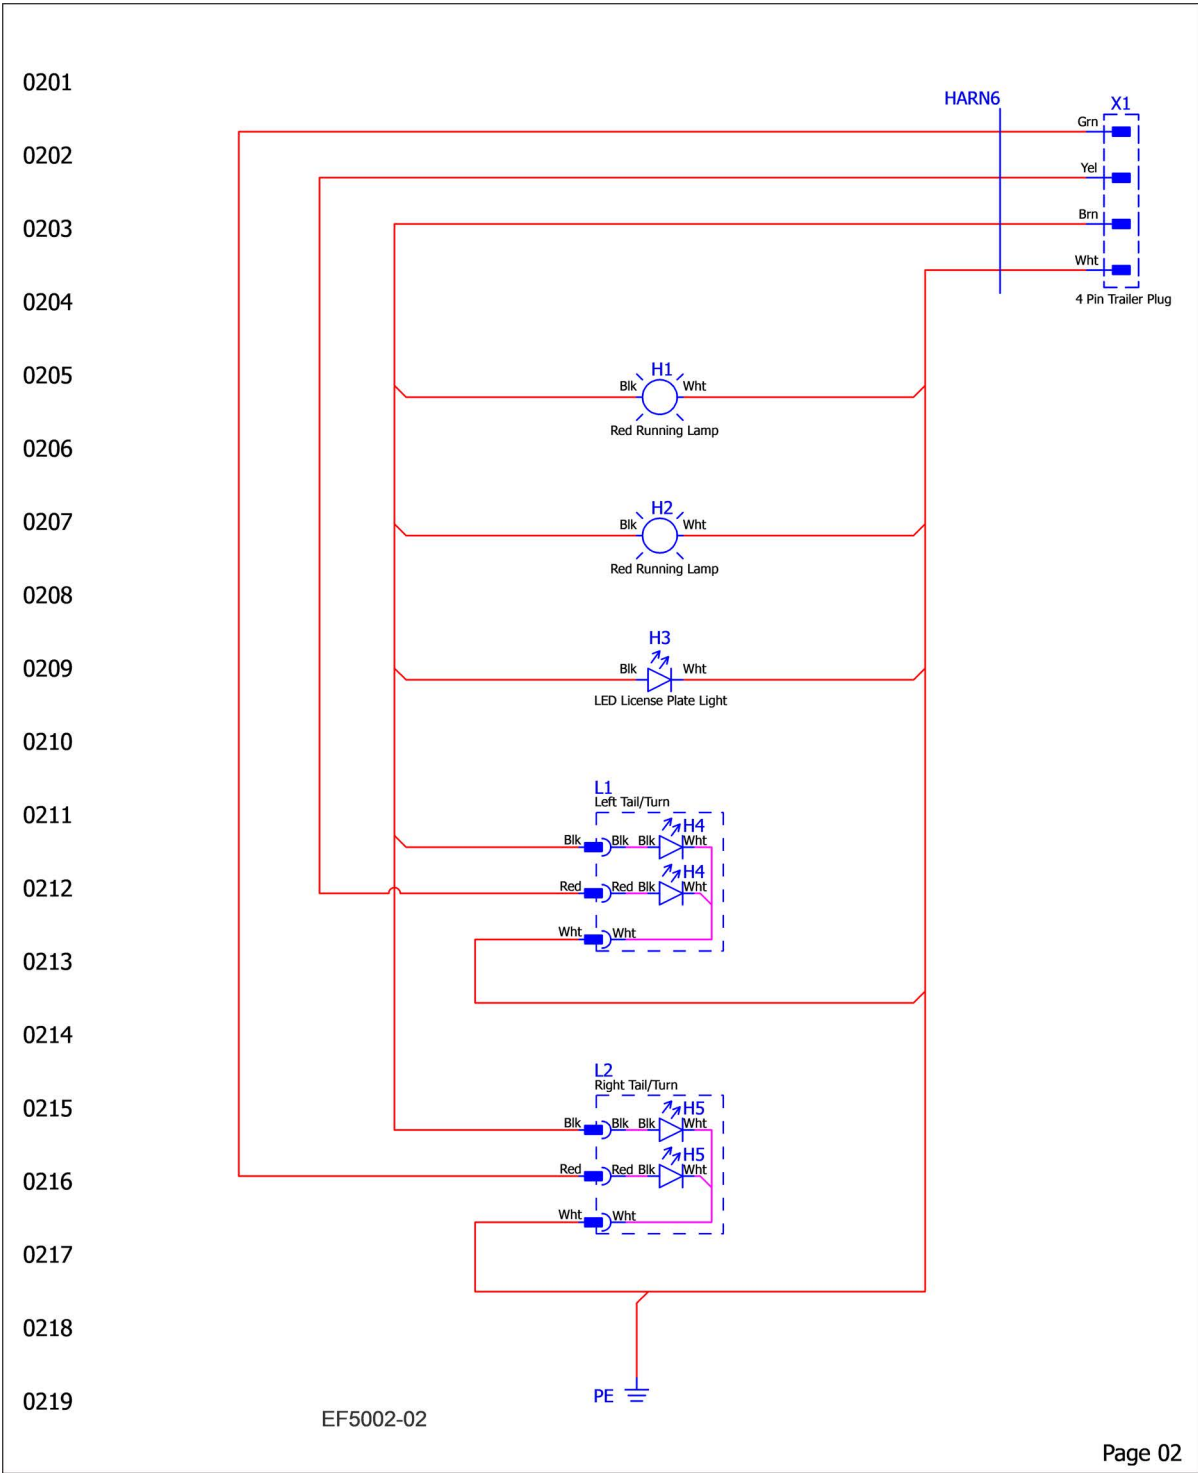 0201
HARN6
X1
Grn
0202
Yel
Brn
0203
Wht
0204
4 Pin Trailer Plug
0205
H1
Blk
Wht
Red Running Lamp
0206
0207
H2
Blk
Wht
Red Running Lamp
0208
H3
0209
Blk
Wht
LED License Plate Light
0210
L1
Left Tail/Turn
0211
H4
Blk
Blk
Blk
Wht
H4
0212
Red
Red
Blk
Wht
Wht
Wht
0213
0214
L2
Right Tail/Turn
0215
H5
Blk
Blk
Blk
Wht
H5
0216
Red
Red
Blk
Wht
Wht
Wht
0217
0218
0219
PE
EF5002-02
Page 02